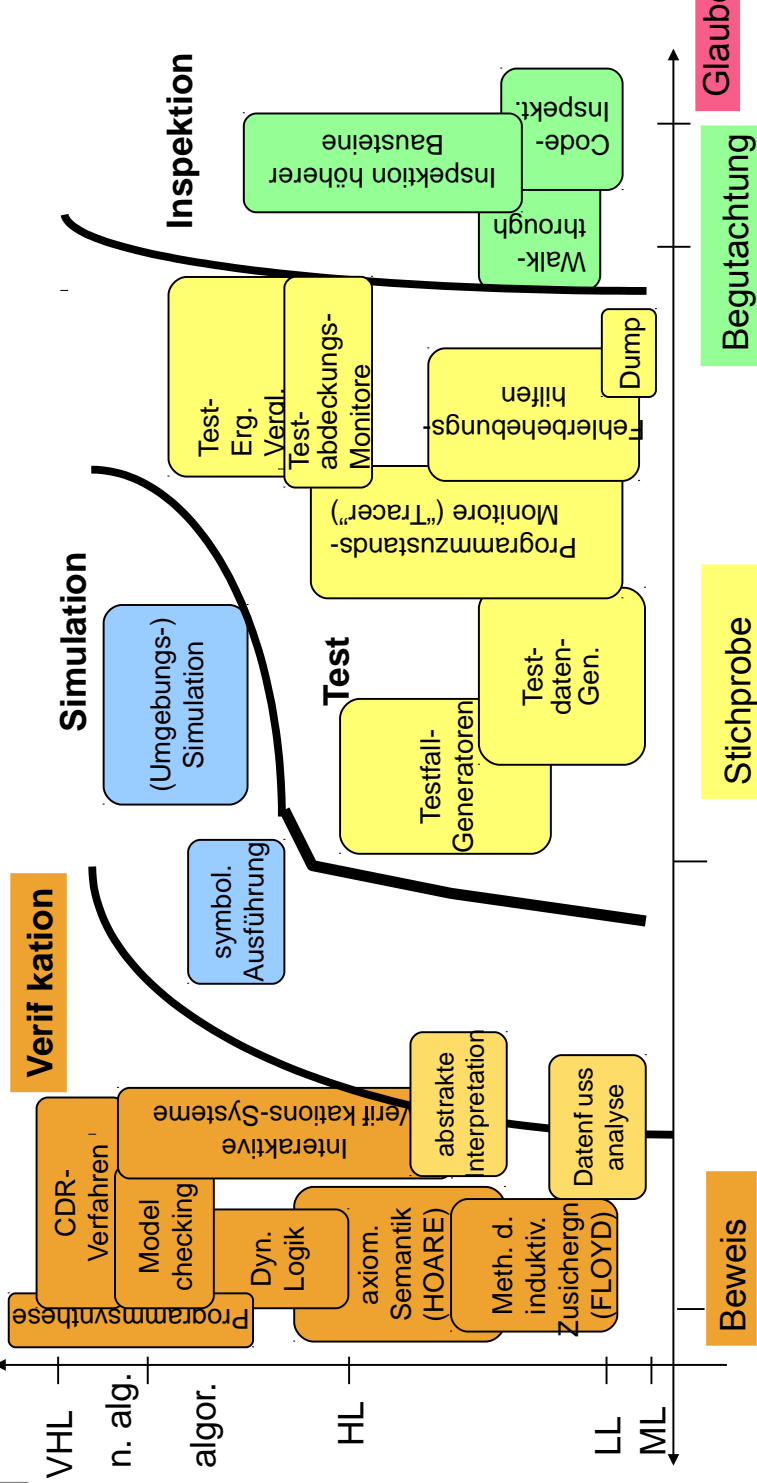 Verif kation
Simulation
Inspektion
Test
VHL
n. alg.
algor.
HL
LL
ML
Programmsynthese
CDR-
Verfahren
Model
checking
Dyn.
Logik
axiom.
Semantik
(HOARE)
Meth. d.
induktiv.
Zusichergn
(FLOYD)
Interaktive
Verif kations-Systeme
abstrakte
Interpretation
Datenf uss
analyse
symbol.
Ausführung
(Umgebungs-)
Simulation
Testfall-
Generatoren
Test-
daten-
Gen.
Programmzustands-
Monitore (“Tracer”)
Test-
Erg.
Vergl.
Test-
abdeckungs-
Monitore
Fehlerbehebungs-
hilfen
Dump
Walk-
through
Inspektion höherer
Bausteine
Code-
Inspekt.
Beweis
Stichprobe
Begutachtung
Glaube